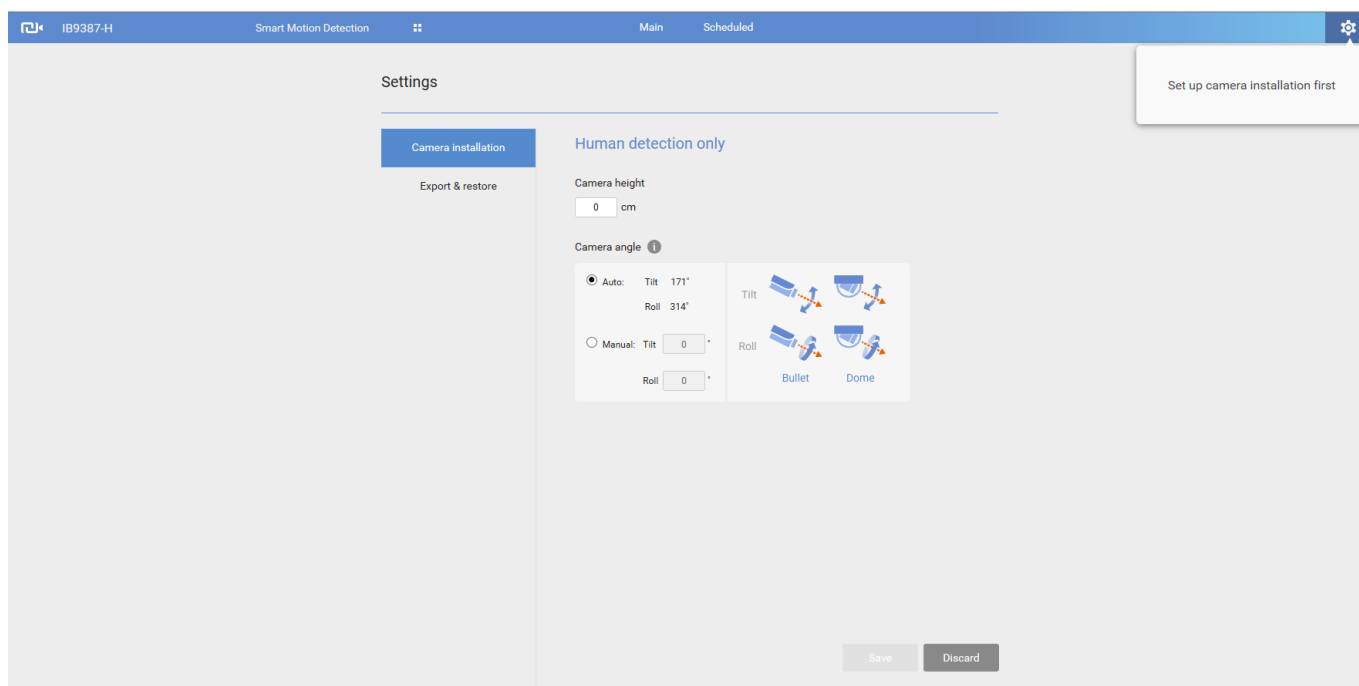 IB9387-H Smart Motion Detection Main Scheduled
Set up camera installation first
Settings
Camera installation
Export & restore
Human detection only
Camera height
0 cm
Camera angle i
Auto: Tilt 171°
Roll 314°
Manual: Tilt 0 °
Roll 0 °
Tilt
Roll
Bullet Dome
Save Discard